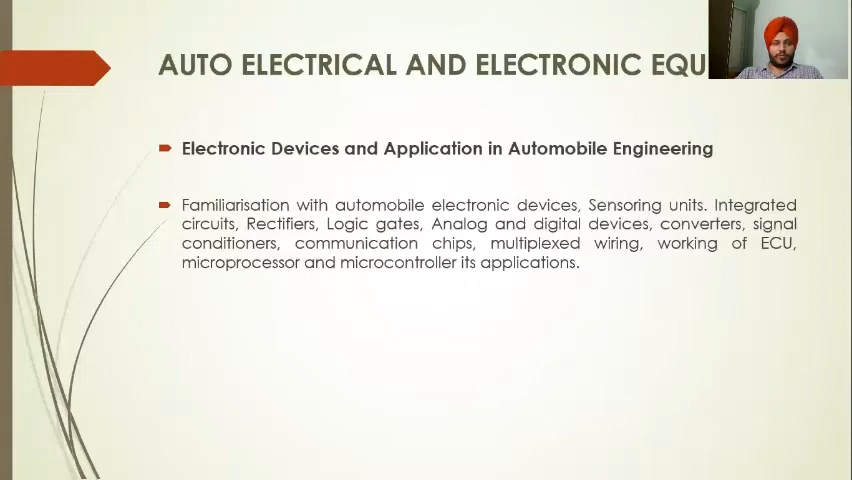 AUTO ELECTRICAL AND ELECTRONIC EQU
Electronic Devices and Application in Automobile Engineering
Familiarisation with automobile electronic devices, Sensoring units. Integrated
circuits, Rectifiers, Logic gates, Analog and digital devices, converters, signal
conditioners, communication chips, multiplexed wiring, working of ECU,
microprocessor and microcontroller its applications.